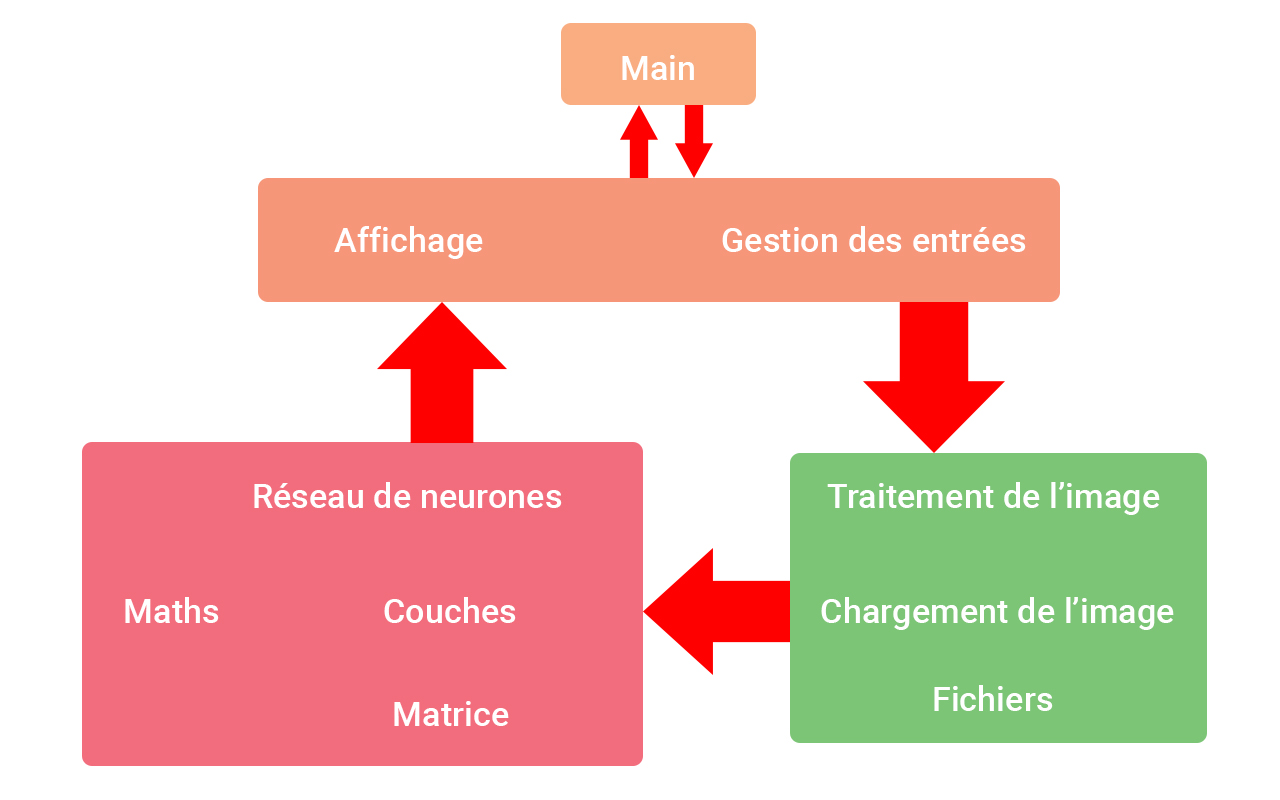 Main
Affichage
Gestion des entrées
Réseau de neurones
Maths
Couches
Matrice
Traitement de l’image
Chargement de l’image
Fichiers